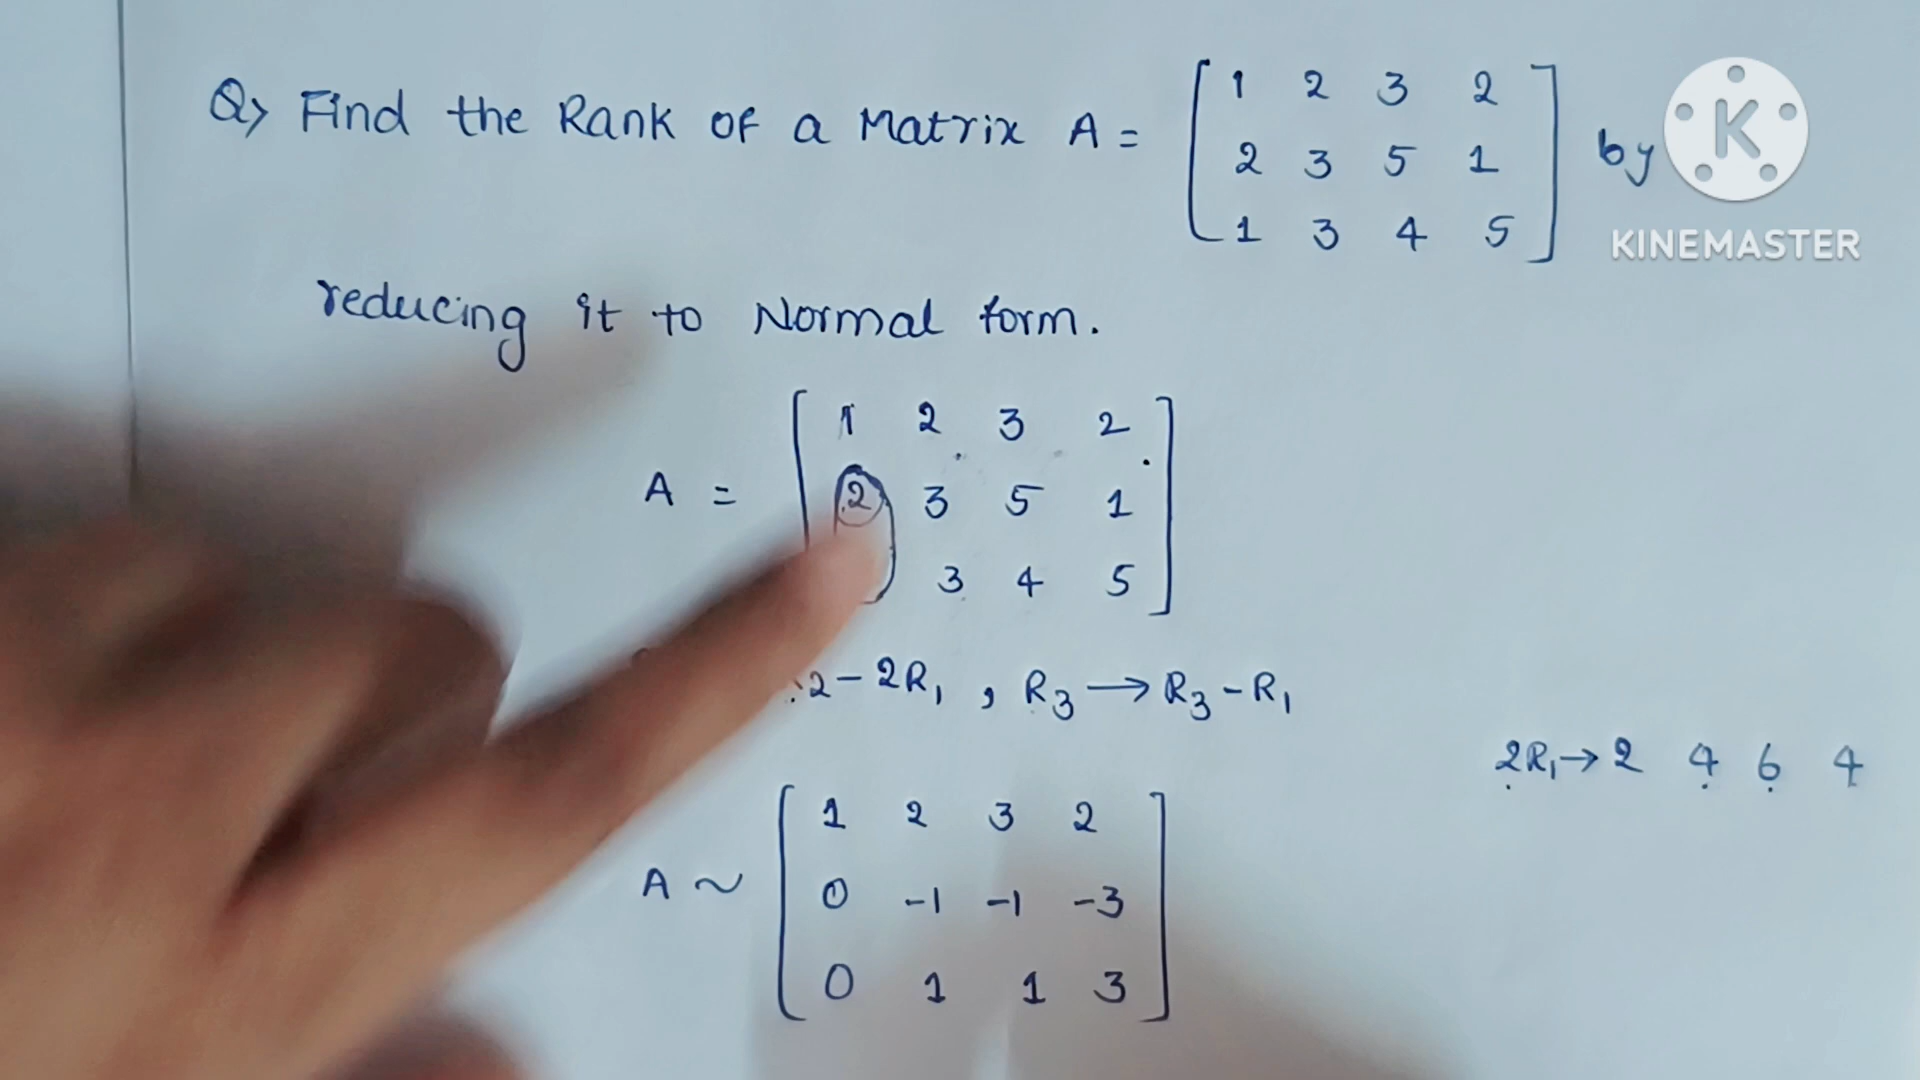 Q> Find the Rank of a Matrix A = [ 1 2 3 2 ] by
[ 2 3 5 1 ]
[ 1 3 4 5 ]
K
KINEMASTER
reducing it to Normal form.
[ 1 2 3 2 ]
A = [ 2 3 5 1 ]
3 4 5 ]
2 - 2R₁ , R₃ → R₃ - R₁
2R₁ → 2 4 6 4
[ 1 2 3 2 ]
A ~ [ 0 -1 -1 -3 ]
[ 0 1 1 3 ]